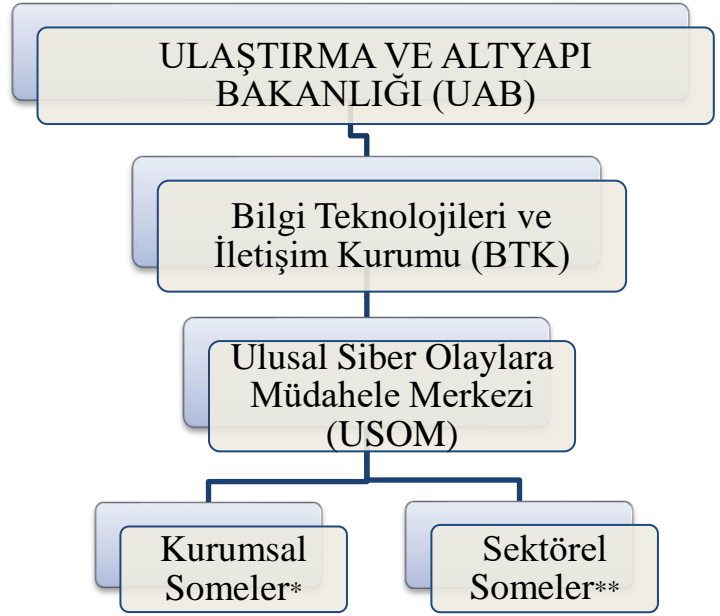 ULAŞTIRMA VE ALTYAPI
BAKANLIĞI (UAB)
Bilgi Teknolojileri ve
İletişim Kurumu (BTK)
Ulusal Siber Olaylara
Müdahele Merkezi
(USOM)
Kurumsal
Someler*
Sektörel
Someler**